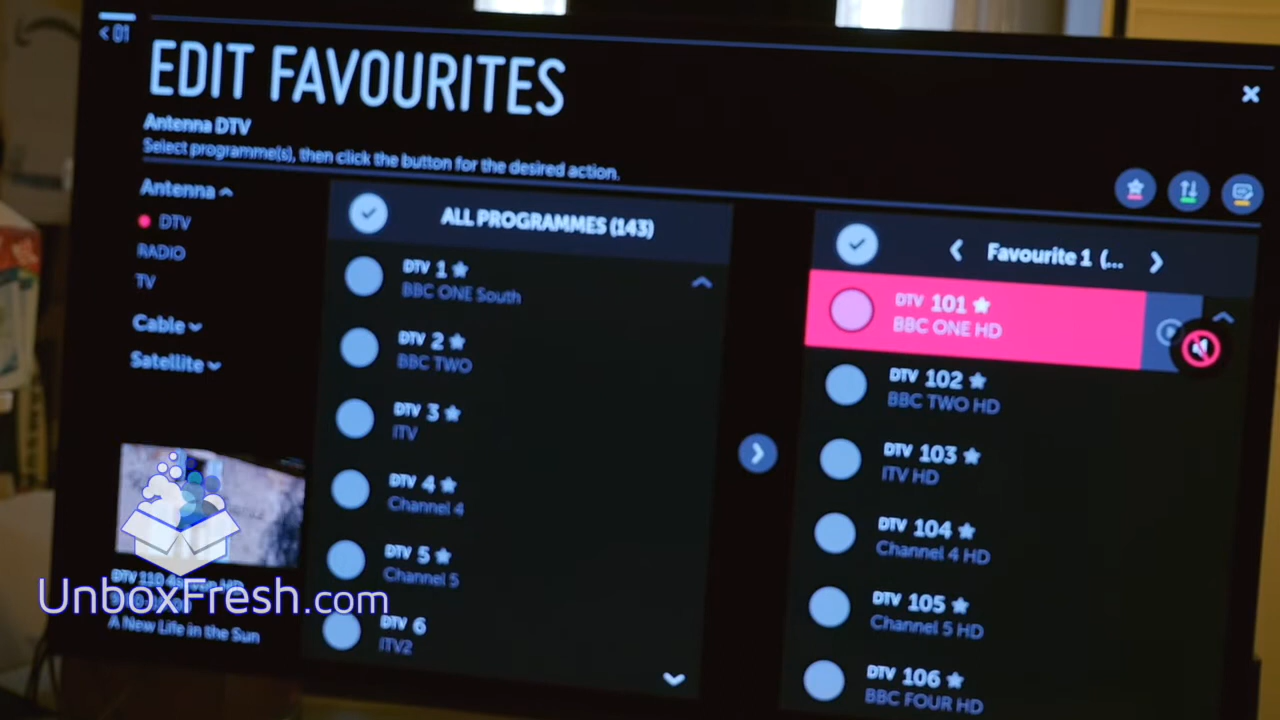 < 01
EDIT FAVOURITES
Antenna DTV
Select programme(s), then click the button for the desired action.
Antenna
DTV
RADIO
TV
Cable
Satellite
ALL PROGRAMMES (143)
DTV 1
BBC ONE South
DTV 2
BBC TWO
DTV 3
ITV
DTV 4
Channel 4
DTV 5
Channel 5
DTV 6
ITV2
Favourite 1 (...
DTV 101
BBC ONE HD
DTV 102
BBC TWO HD
DTV 103
ITV HD
DTV 104
Channel 4 HD
DTV 105
Channel 5 HD
DTV 106
BBC FOUR HD
DTV 110
UnboxFresh.com
A New Life in the Sun